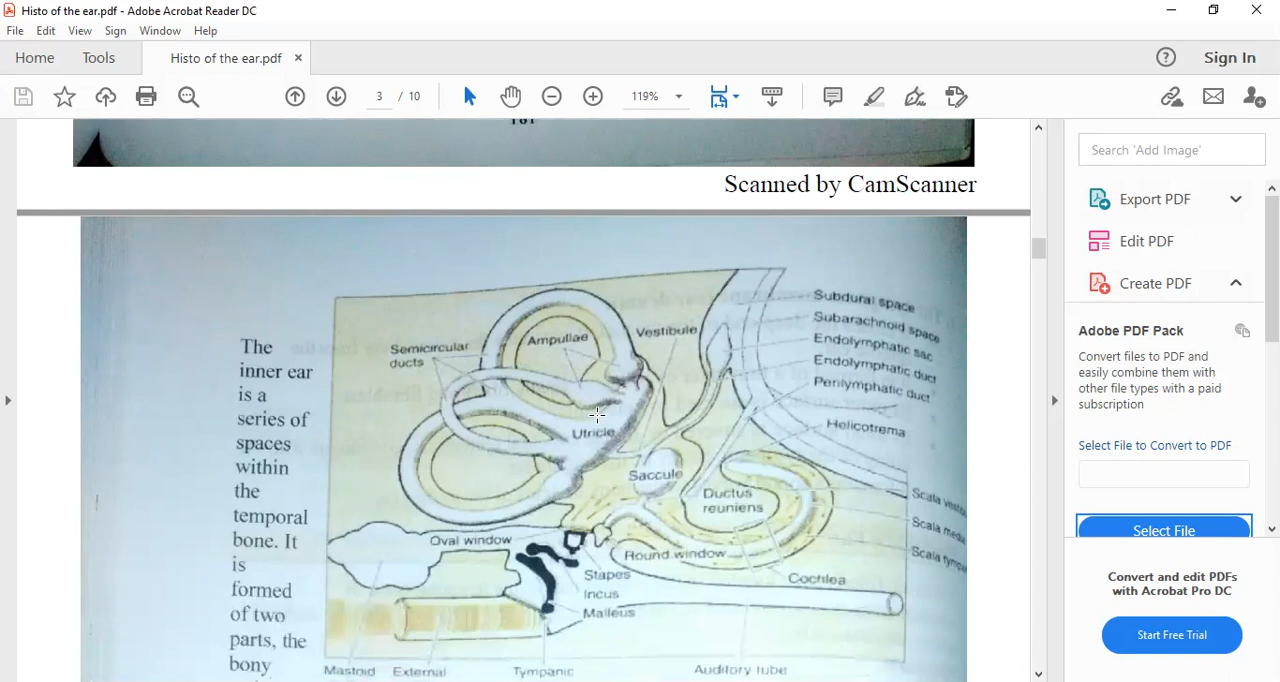 Histo of the ear.pdf - Adobe Acrobat Reader DC
File Edit View Sign Window Help
Home Tools Histo of the ear.pdf × Sign In
3 / 10 119%
Scanned by CamScanner
The
inner ear
is a
series of
spaces
within
the
temporal
bone. It
is
formed
of two
parts, the
bony
Semicircular
ducts
Ampullae
Vestibule
Subdural space
Subarachnoid space
Endolymphatic sac
Endolymphatic duct
Perilymphatic duct
Helicotrema
Utricle
Saccule
Ductus
reuniens
Scala
Scala
Scala
Oval window
Round window
Cochlea
Stapes
Incus
Malleus
Mastoid External Tympanic Auditory tube
Search 'Add Image'
Export PDF
Edit PDF
Create PDF
Adobe PDF Pack
Convert files to PDF and
easily combine them with
other file types with a paid
subscription
Select File to Convert to PDF
Select File
Convert and edit PDFs
with Acrobat Pro DC
Start Free Trial